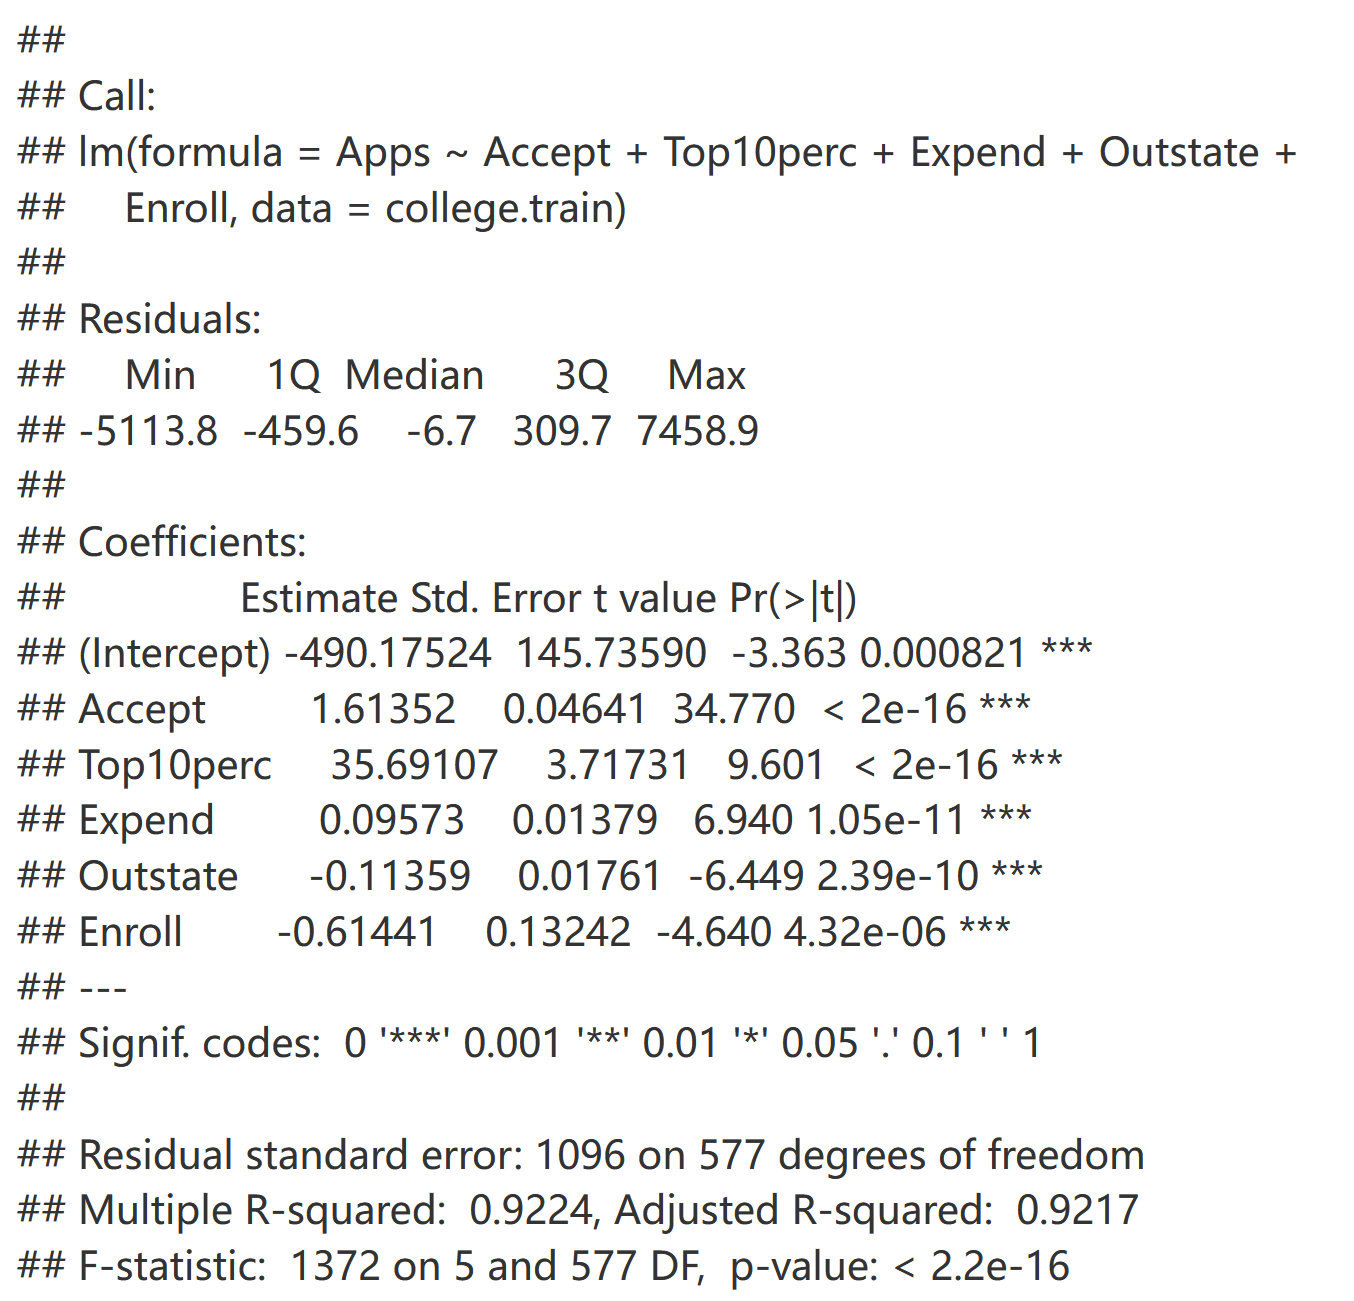 ##
## Call:
## lm(formula = Apps ~ Accept + Top10perc + Expend + Outstate +
##     Enroll, data = college.train)
##
## Residuals:
##     Min      1Q  Median      3Q     Max
## -5113.8  -459.6    -6.7   309.7  7458.9
##
## Coefficients:
##               Estimate Std. Error t value Pr(>|t|)
## (Intercept) -490.17524  145.73590  -3.363 0.000821 ***
## Accept         1.61352    0.04641  34.770  < 2e-16 ***
## Top10perc     35.69107    3.71731   9.601  < 2e-16 ***
## Expend         0.09573    0.01379   6.940 1.05e-11 ***
## Outstate      -0.11359    0.01761  -6.449 2.39e-10 ***
## Enroll        -0.61441    0.13242  -4.640 4.32e-06 ***
## ---
## Signif. codes:  0 '***' 0.001 '**' 0.01 '*' 0.05 '.' 0.1 ' ' 1
##
## Residual standard error: 1096 on 577 degrees of freedom
## Multiple R-squared:  0.9224, Adjusted R-squared:  0.9217
## F-statistic:  1372 on 5 and 577 DF,  p-value: < 2.2e-16